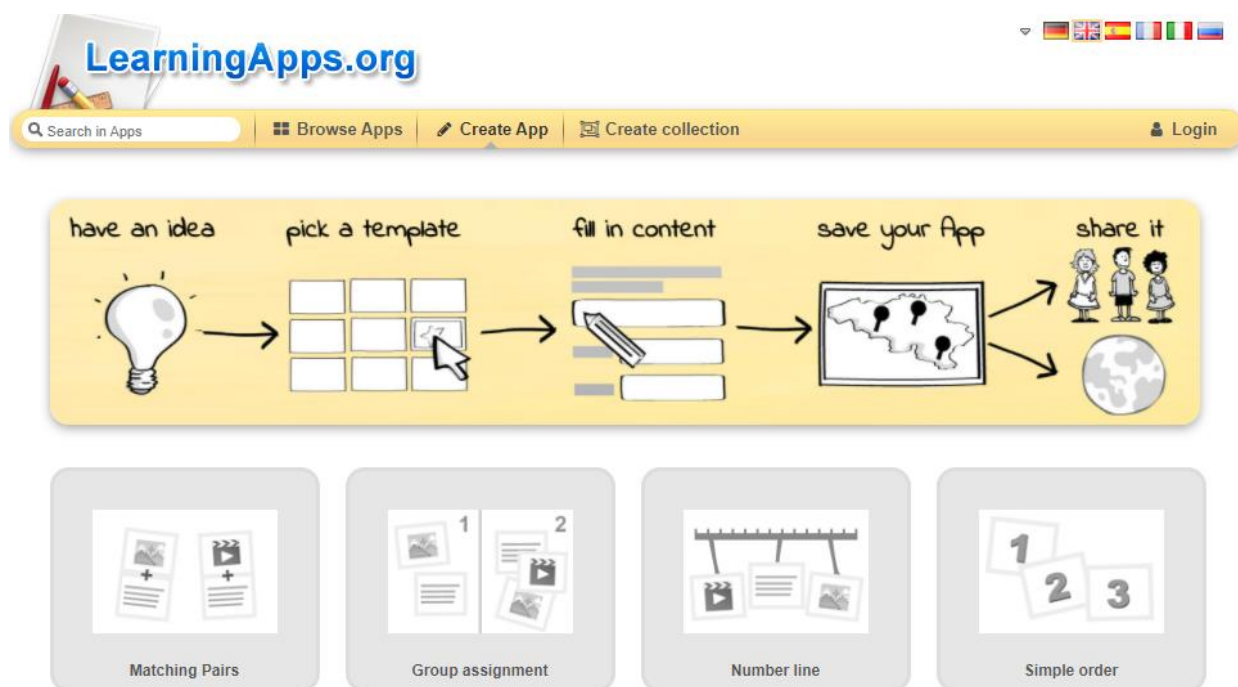 LearningApps.org
Search in Apps
Browse Apps
Create App
Create collection
Login
have an idea
pick a template
fill in content
save your App
share it
1
2
1
2
3
Matching Pairs
Group assignment
Number line
Simple order